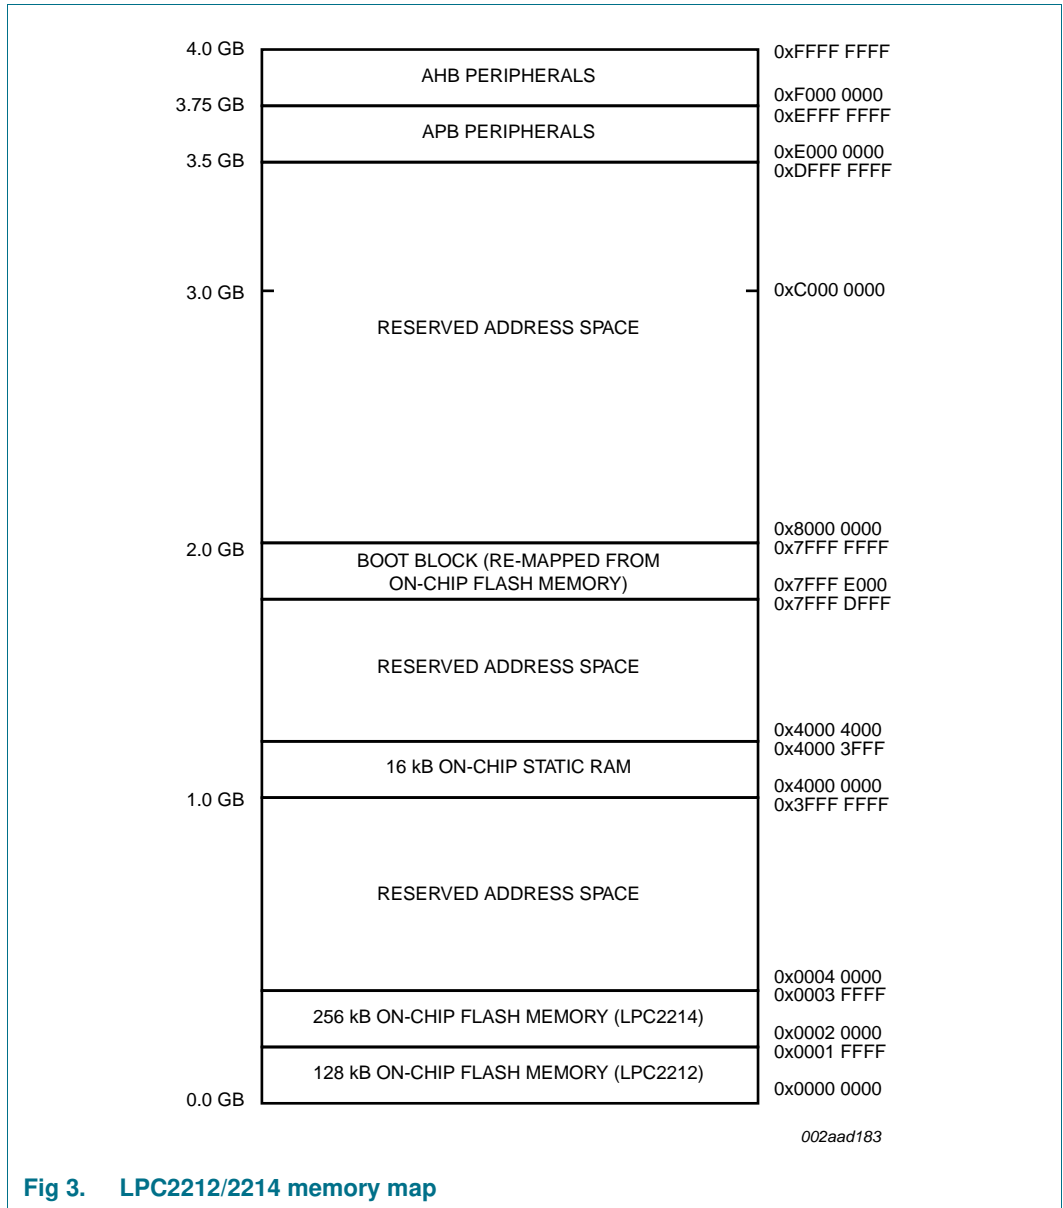 4.0 GB
0xFFFF FFFF
AHB PERIPHERALS
0xF000 0000
3.75 GB
0xEFFF FFFF
APB PERIPHERALS
0xE000 0000
3.5 GB
0xDFFF FFFF
3.0 GB
0xC000 0000
RESERVED ADDRESS SPACE
0x8000 0000
2.0 GB
0x7FFF FFFF
BOOT BLOCK (RE-MAPPED FROM
ON-CHIP FLASH MEMORY)
0x7FFF E000
0x7FFF DFFF
RESERVED ADDRESS SPACE
0x4000 4000
0x4000 3FFF
16 kB ON-CHIP STATIC RAM
0x4000 0000
1.0 GB
0x3FFF FFFF
RESERVED ADDRESS SPACE
0x0004 0000
0x0003 FFFF
256 kB ON-CHIP FLASH MEMORY (LPC2214)
0x0002 0000
0x0001 FFFF
128 kB ON-CHIP FLASH MEMORY (LPC2212)
0x0000 0000
0.0 GB
002aad183
Fig 3. LPC2212/2214 memory map